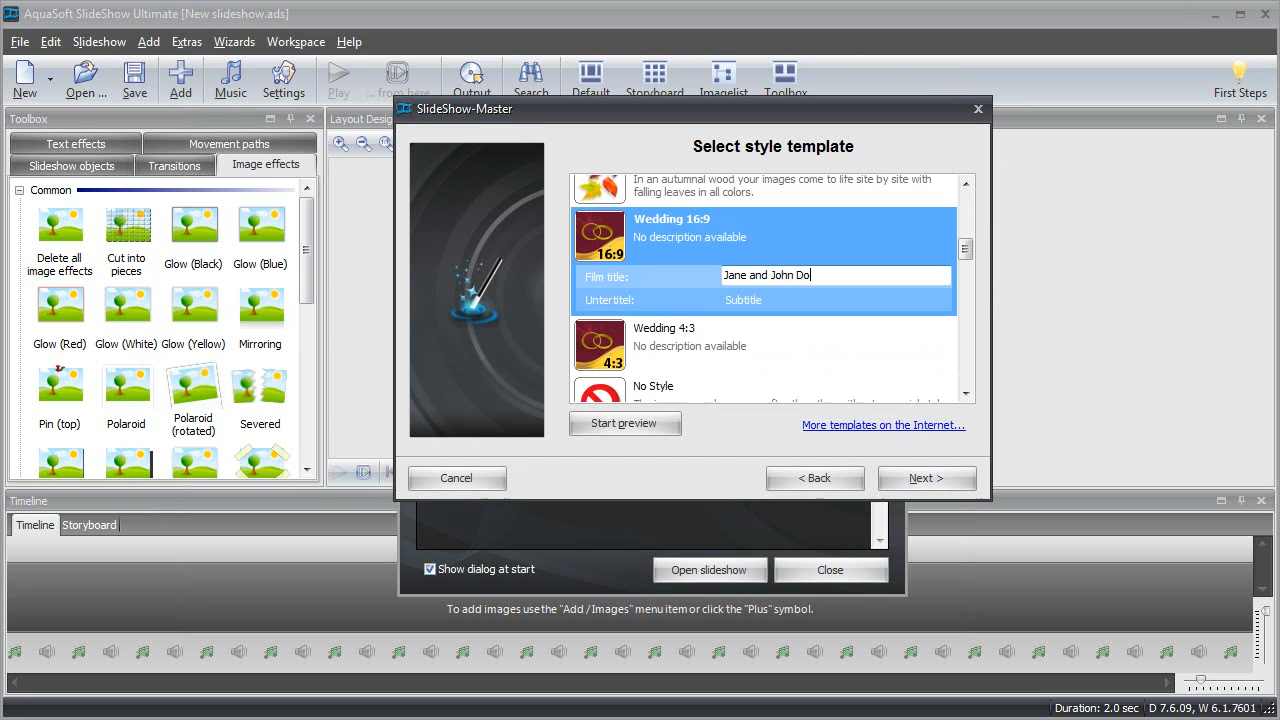 AquaSoft SlideShow Ultimate [New slideshow.ads]
File Edit Slideshow Add Extras Wizards Workspace Help
New Open ... Save Add Music Settings Play ... from here Output Search Default Storyboard Imagelist Toolbox First Steps
Toolbox
Layout Desig
Text effects Movement paths
Slideshow objects Transitions Image effects
Common
Delete all image effects
Cut into pieces
Glow (Black)
Glow (Blue)
Glow (Red)
Glow (White)
Glow (Yellow)
Mirroring
Pin (top)
Polaroid
Polaroid (rotated)
Severed
SlideShow-Master
Select style template
In an autumnal wood your images come to life site by site with
falling leaves in all colors.
16:9
Wedding 16:9
No description available
Film title: Jane and John Do
Untertitel: Subtitle
4:3
Wedding 4:3
No description available
No Style
Start preview
More templates on the Internet...
Cancel < Back Next >
Show dialog at start
Open slideshow Close
Timeline
Timeline Storyboard
To add images use the "Add / Images" menu item or click the "Plus" symbol.
Duration: 2.0 sec D 7.6.09, W 6.1.7601